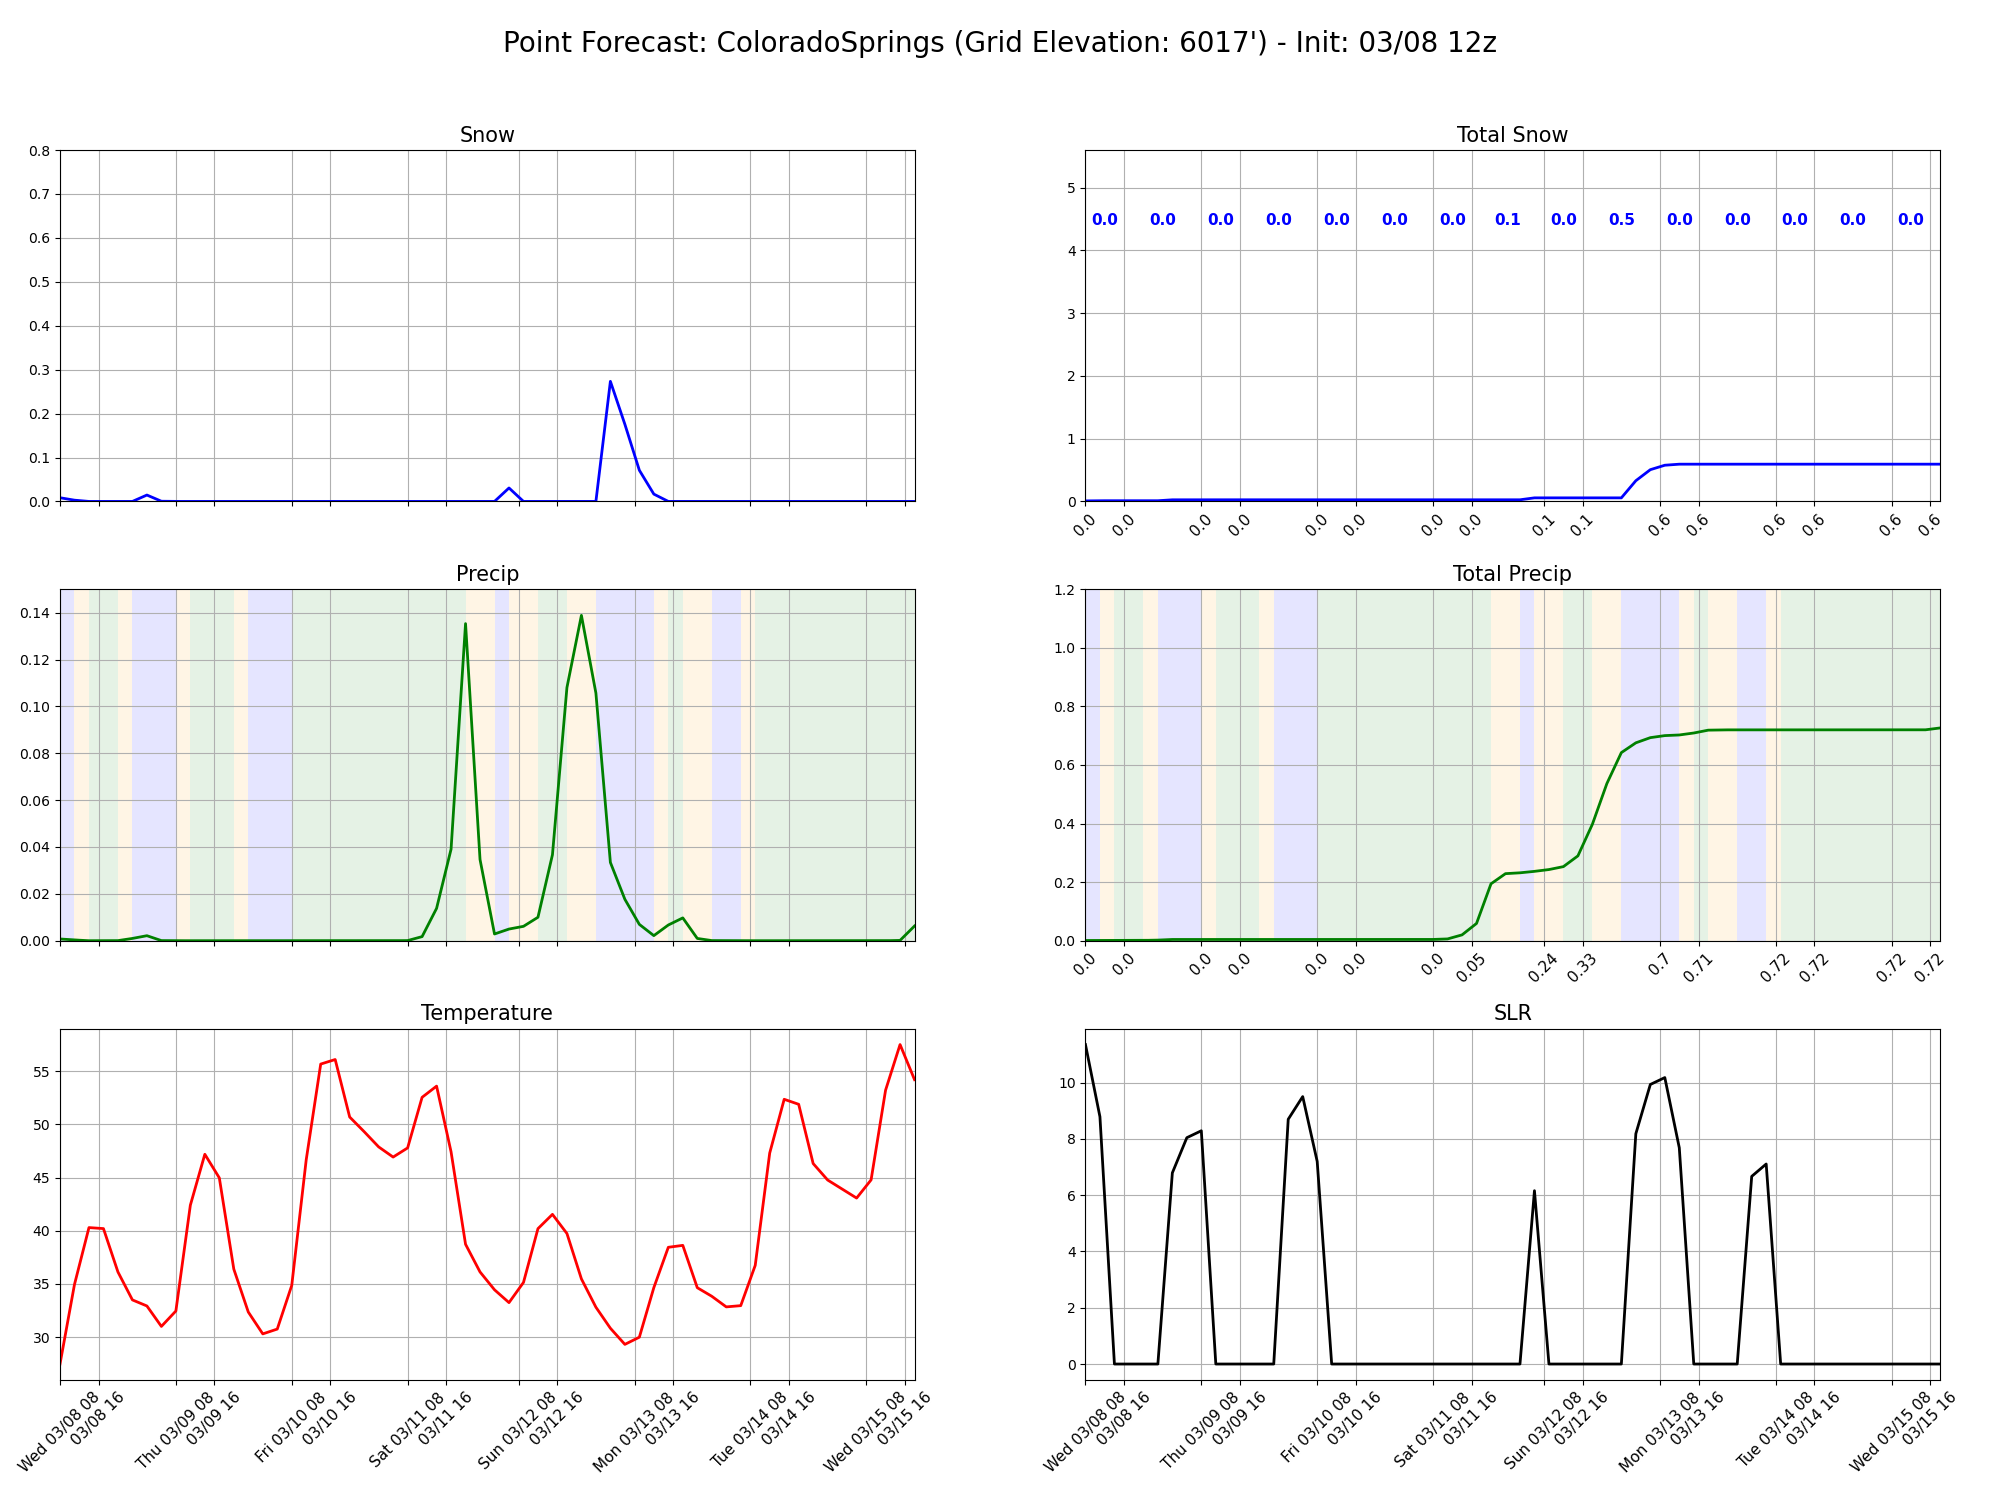 Point Forecast: ColoradoSprings (Grid Elevation: 6017') - Init: 03/08 12z
Snow
0.8
0.7
0.6
0.5
0.4
0.3
0.2
0.1
0.0
Total Snow
5
4
3
2
1
0
0.0 0.0 0.0 0.0 0.0 0.0 0.0 0.1 0.0 0.5 0.0 0.0 0.0 0.0 0.0
0.0 0.0 0.0 0.0 0.0 0.0 0.0 0.0 0.1 0.1 0.6 0.6 0.6 0.6 0.6 0.6
Precip
0.14
0.12
0.10
0.08
0.06
0.04
0.02
0.00
Total Precip
1.2
1.0
0.8
0.6
0.4
0.2
0.0
0.0 0.0 0.0 0.0 0.0 0.0 0.0 0.05 0.24 0.33 0.7 0.71 0.72 0.72 0.72 0.72
Temperature
55
50
45
40
35
30
Wed 03/08 08
03/08 16
Thu 03/09 08
03/09 16
Fri 03/10 08
03/10 16
Sat 03/11 08
03/11 16
Sun 03/12 08
03/12 16
Mon 03/13 08
03/13 16
Tue 03/14 08
03/14 16
Wed 03/15 08
03/15 16
SLR
10
8
6
4
2
0
Wed 03/08 08
03/08 16
Thu 03/09 08
03/09 16
Fri 03/10 08
03/10 16
Sat 03/11 08
03/11 16
Sun 03/12 08
03/12 16
Mon 03/13 08
03/13 16
Tue 03/14 08
03/14 16
Wed 03/15 08
03/15 16